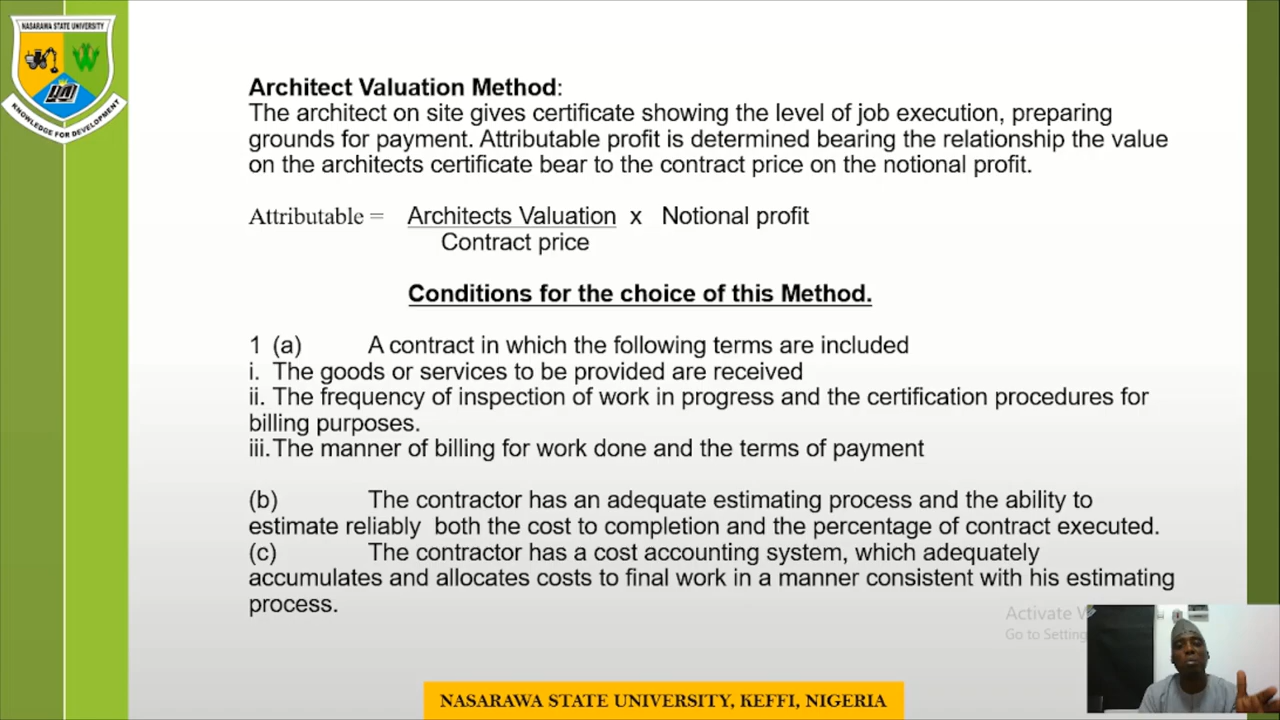 NASARAWA STATE UNIVERSITY
KNOWLEDGE FOR DEVELOPMENT
Architect Valuation Method:
The architect on site gives certificate showing the level of job execution, preparing
grounds for payment. Attributable profit is determined bearing the relationship the value
on the architects certificate bear to the contract price on the notional profit.
Attributable = Architects Valuation x Notional profit
Contract price
Conditions for the choice of this Method.
1 (a) A contract in which the following terms are included
i. The goods or services to be provided are received
ii. The frequency of inspection of work in progress and the certification procedures for
billing purposes.
iii. The manner of billing for work done and the terms of payment
(b) The contractor has an adequate estimating process and the ability to
estimate reliably both the cost to completion and the percentage of contract executed.
(c) The contractor has a cost accounting system, which adequately
accumulates and allocates costs to final work in a manner consistent with his estimating
process.
Activate
Go to Setting
NASARAWA STATE UNIVERSITY, KEFFI, NIGERIA